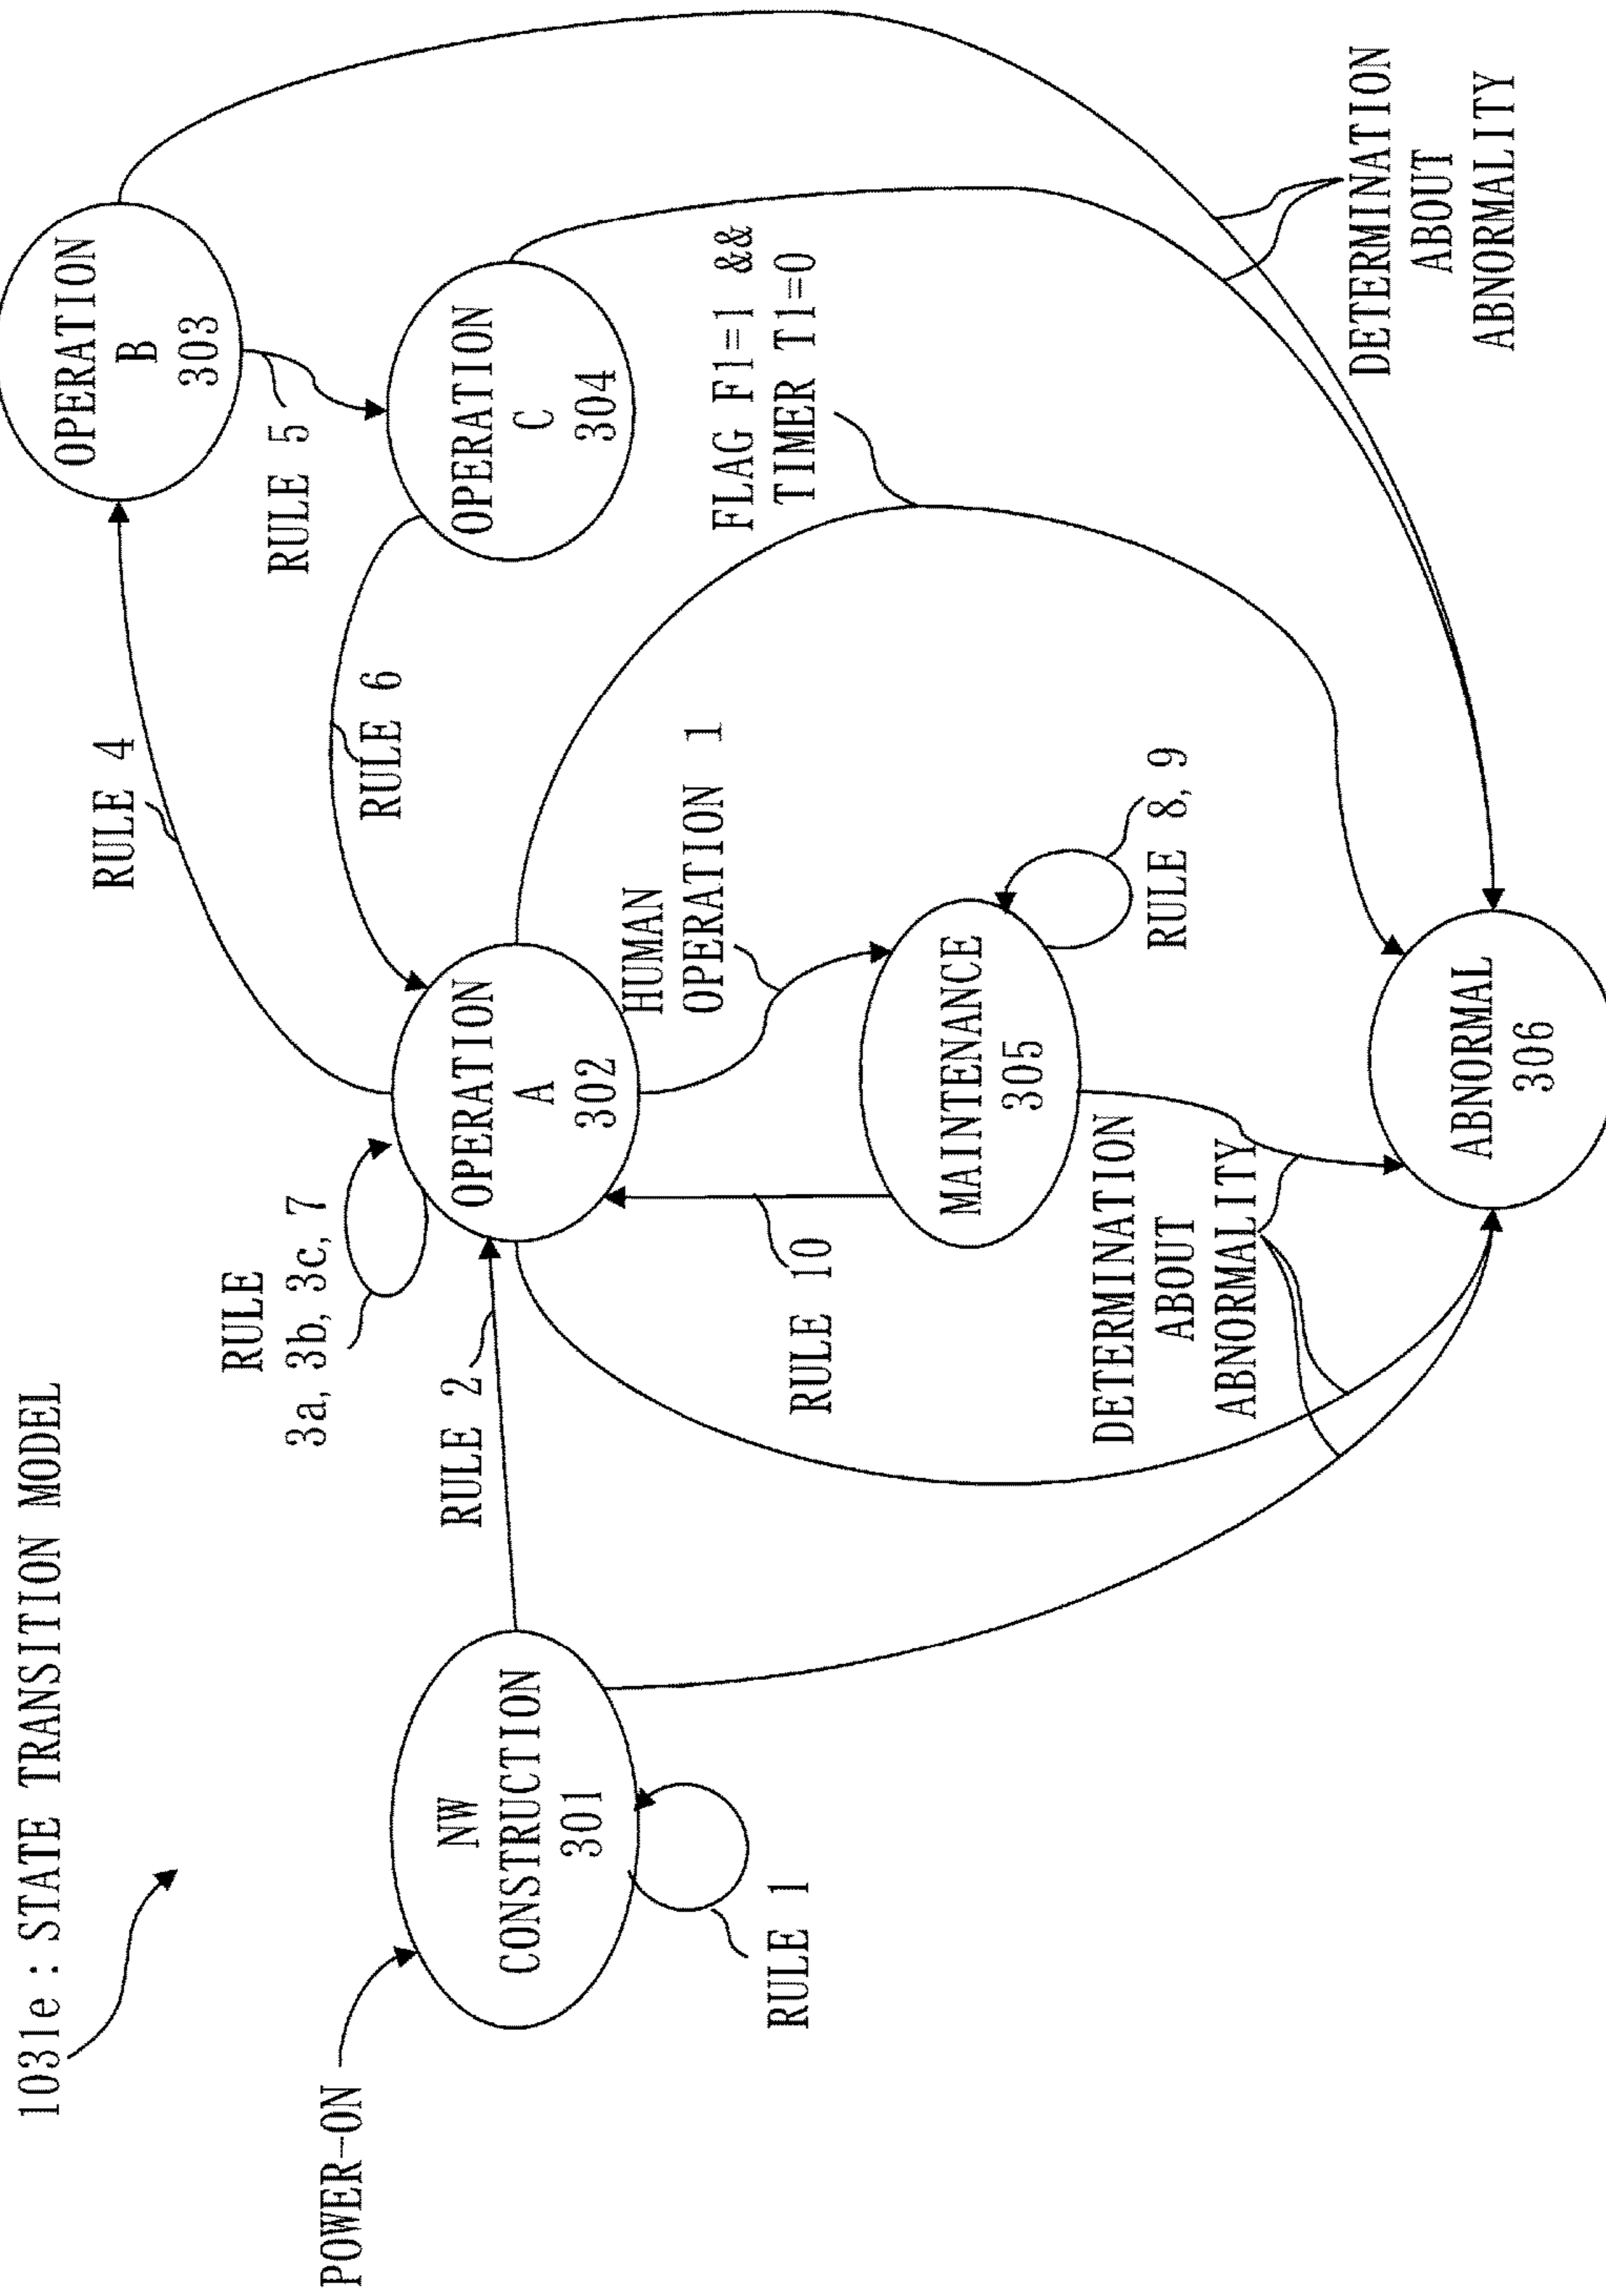 1031e : STATE TRANSITION MODEL
POWER-ON
NW
CONSTRUCTION
301
RULE 1
RULE 2
RULE
3a, 3b, 3c, 7
OPERATION
A
302
RULE 4
OPERATION
B
303
RULE 5
OPERATION
C
304
RULE 6
FLAG F1=1 &&
TIMER T1=0
HUMAN
OPERATION 1
RULE 10
MAINTENANCE
305
RULE 8, 9
DETERMINATION
ABOUT
ABNORMALITY
ABNORMAL
306
DETERMINATION
ABOUT
ABNORMALITY